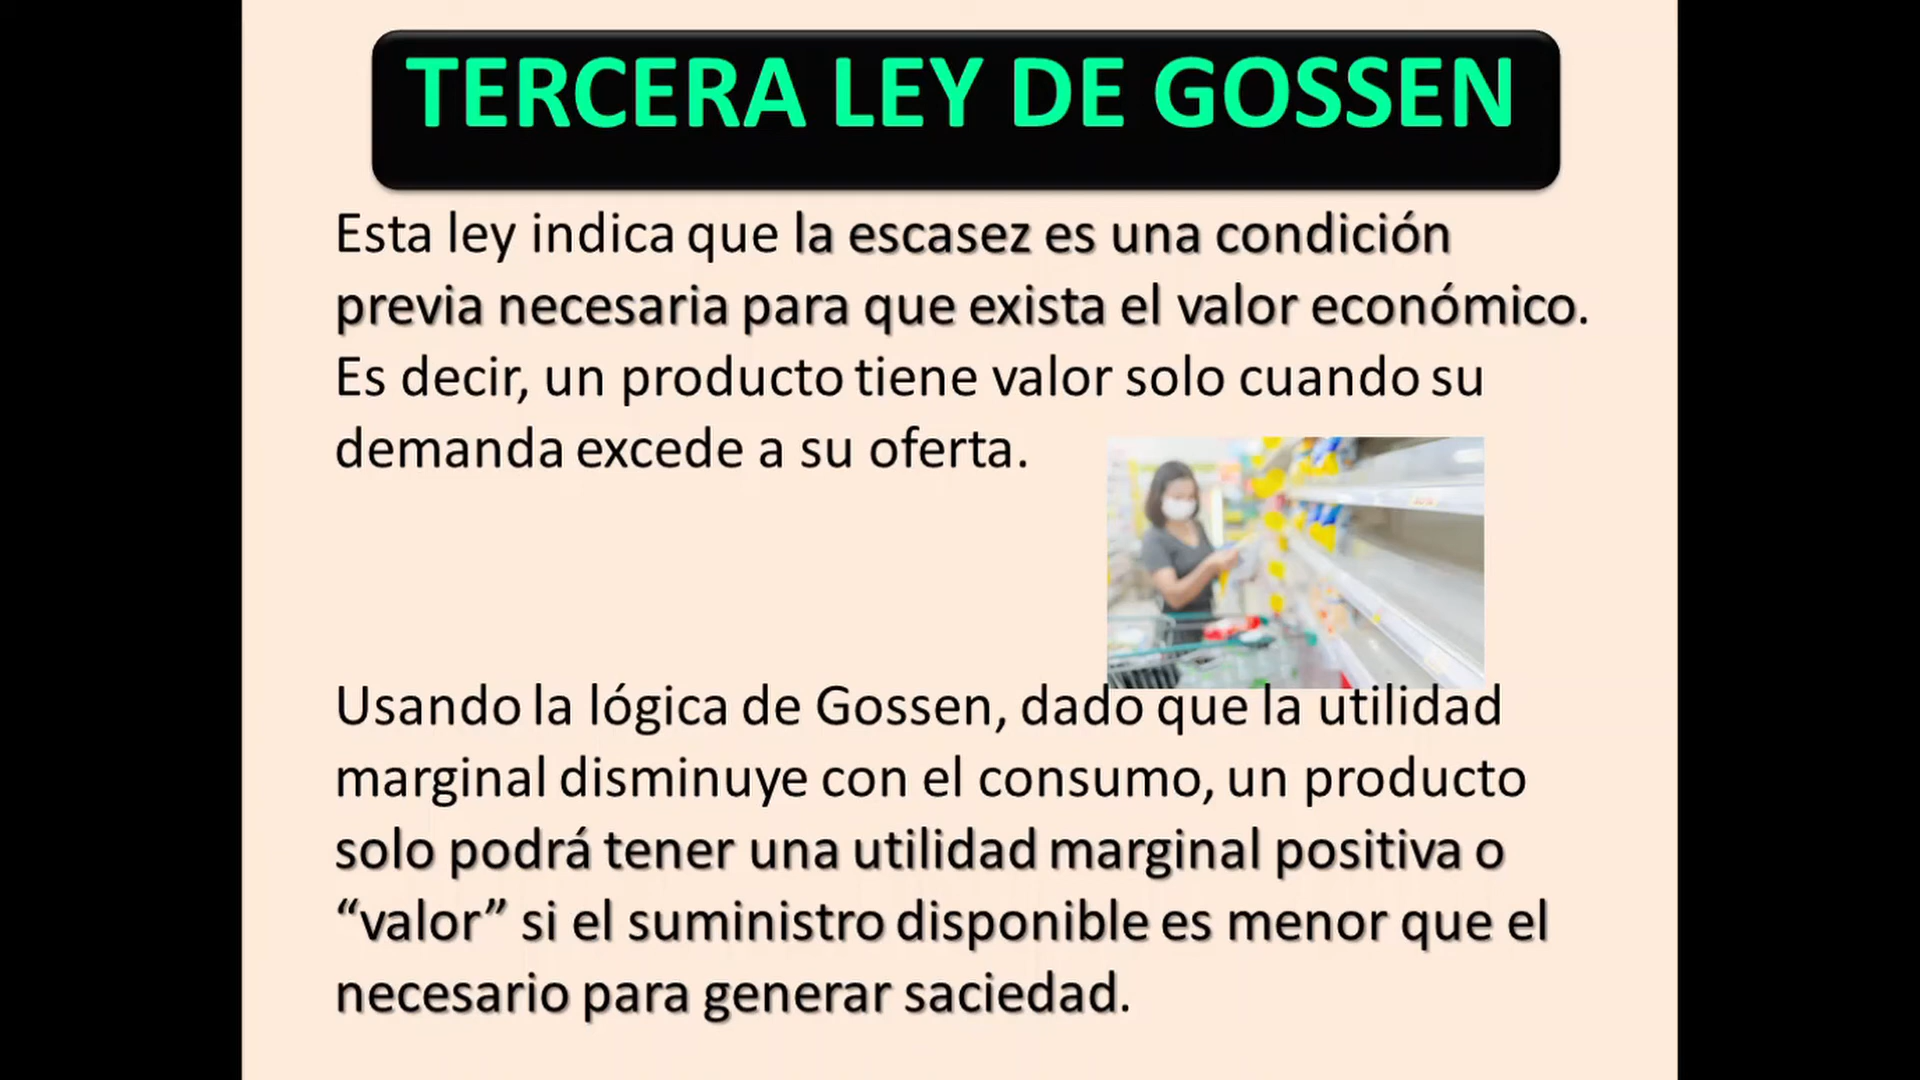 TERCERA LEY DE GOSSEN
Esta ley indica que la escasez es una condición
previa necesaria para que exista el valor económico.
Es decir, un producto tiene valor solo cuando su
demanda excede a su oferta.
Usando la lógica de Gossen, dado que la utilidad
marginal disminuye con el consumo, un producto
solo podrá tener una utilidad marginal positiva o
“valor” si el suministro disponible es menor que el
necesario para generar saciedad.